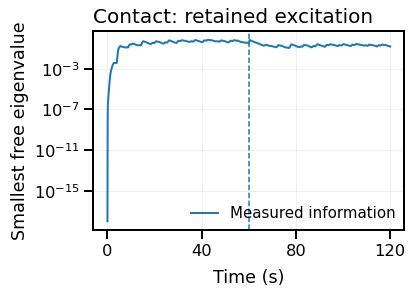 Contact: retained excitation
Smallest free eigenvalue
10⁻³
10⁻⁷
10⁻¹¹
10⁻¹⁵
Measured information
0 40 80 120
Time (s)